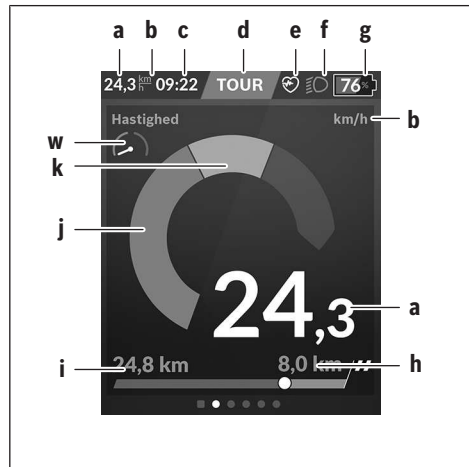 a b c d e f g
24,3 km/h 09:22 TOUR 76%
Hastighed km/h b
w
k
j
24,3 a
i 24,8 km 8,0 km h